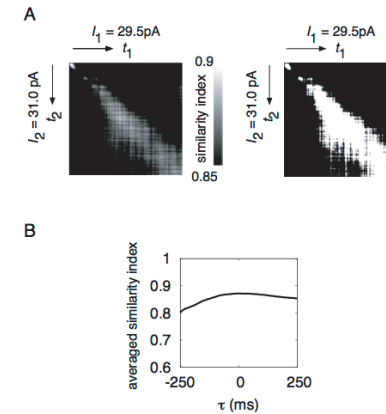 A
I1 = 29.5pA
t1
I2 = 31.0 pA
t2
0.9
similarity index
0.85
I1 = 29.5pA
t1
I2 = 31.0 pA
t2
B
averaged similarity index
1
0.9
0.8
0.7
0.6
-250
0
250
τ (ms)